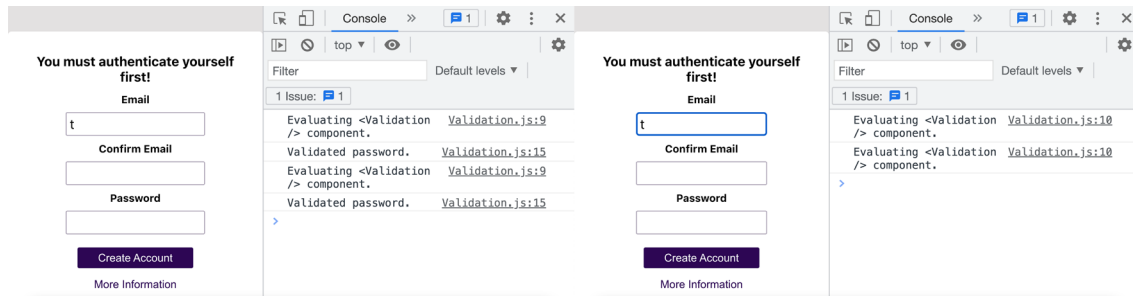 Console » 1
top ▼
Filter Default levels ▼
1 Issue: 1
You must authenticate yourself
first!
Email
t
Confirm Email
Password
Create Account
More Information
Evaluating <Validation Validation.js:9
/> component.
Validated password. Validation.js:15
Evaluating <Validation Validation.js:9
/> component.
Validated password. Validation.js:15
>
Console » 1
top ▼
Filter Default levels ▼
1 Issue: 1
You must authenticate yourself
first!
Email
t
Confirm Email
Password
Create Account
More Information
Evaluating <Validation Validation.js:10
/> component.
Evaluating <Validation Validation.js:10
/> component.
>